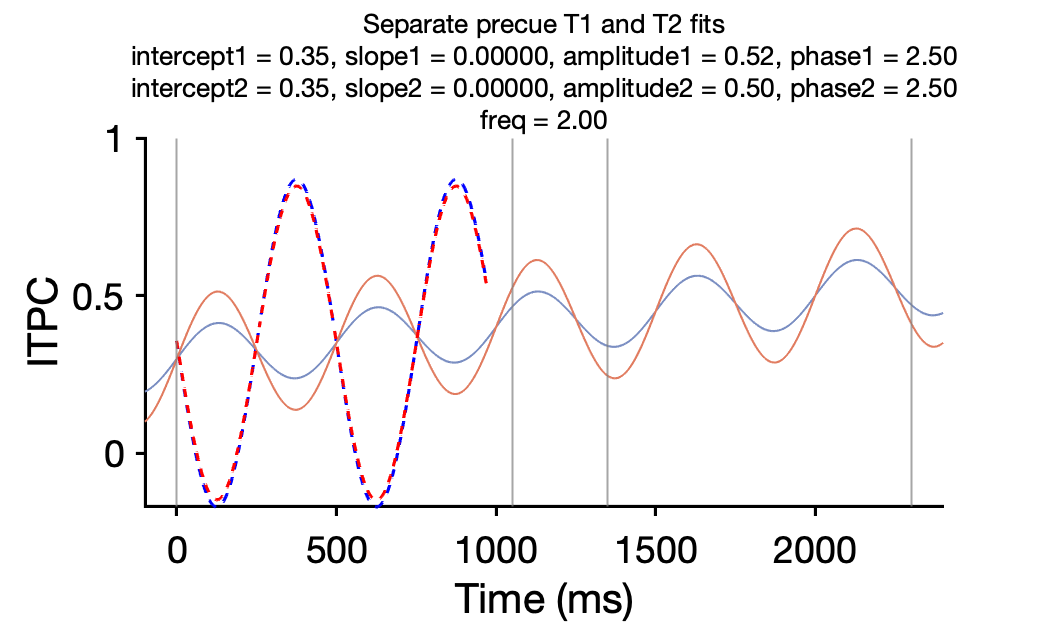 Separate precue T1 and T2 fits
intercept1 = 0.35, slope1 = 0.00000, amplitude1 = 0.52, phase1 = 2.50
intercept2 = 0.35, slope2 = 0.00000, amplitude2 = 0.50, phase2 = 2.50
freq = 2.00
1
0.5
0
ITPC
0
500
1000
1500
2000
Time (ms)